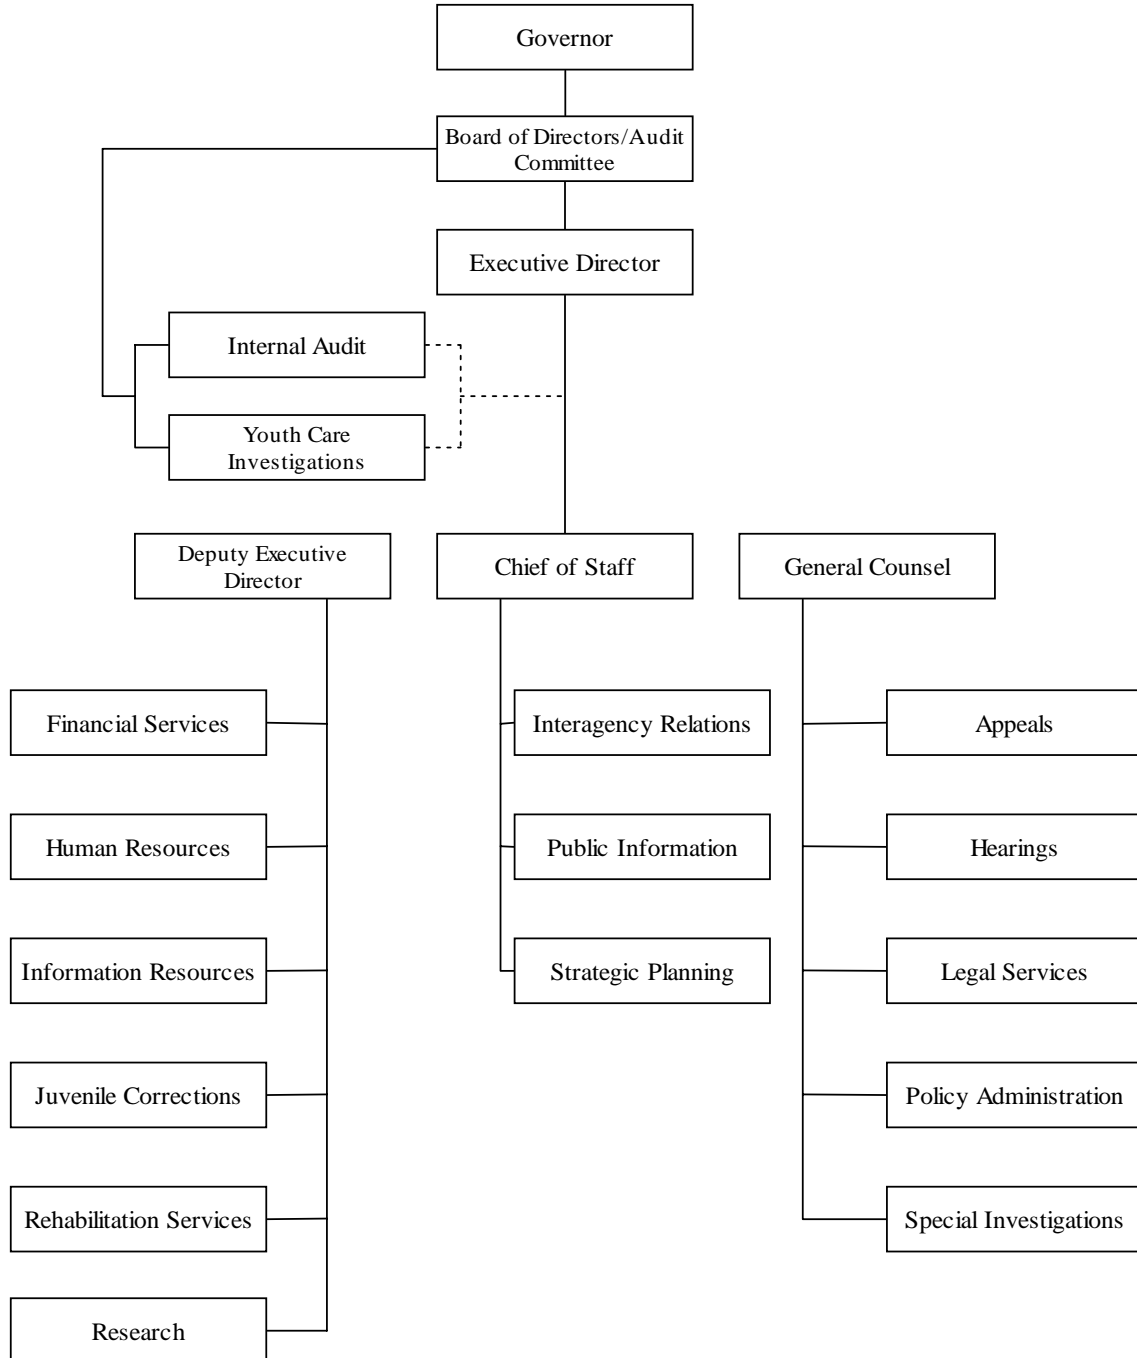 Governor
Board of Directors/Audit
Committee
Executive Director
Internal Audit
Youth Care
Investigations
Deputy Executive
Director
Chief of Staff
General Counsel
Financial Services
Interagency Relations
Appeals
Human Resources
Public Information
Hearings
Information Resources
Strategic Planning
Legal Services
Juvenile Corrections
Policy Administration
Rehabilitation Services
Special Investigations
Research